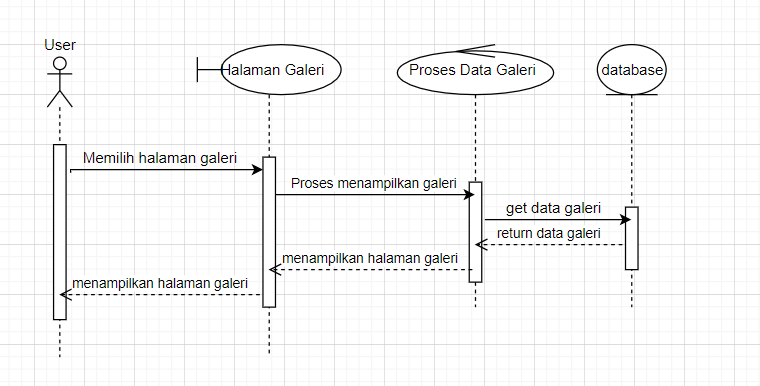 User
Halaman Galeri
Proses Data Galeri
database
Memilih halaman galeri
Proses menampilkan galeri
get data galeri
return data galeri
menampilkan halaman galeri
menampilkan halaman galeri